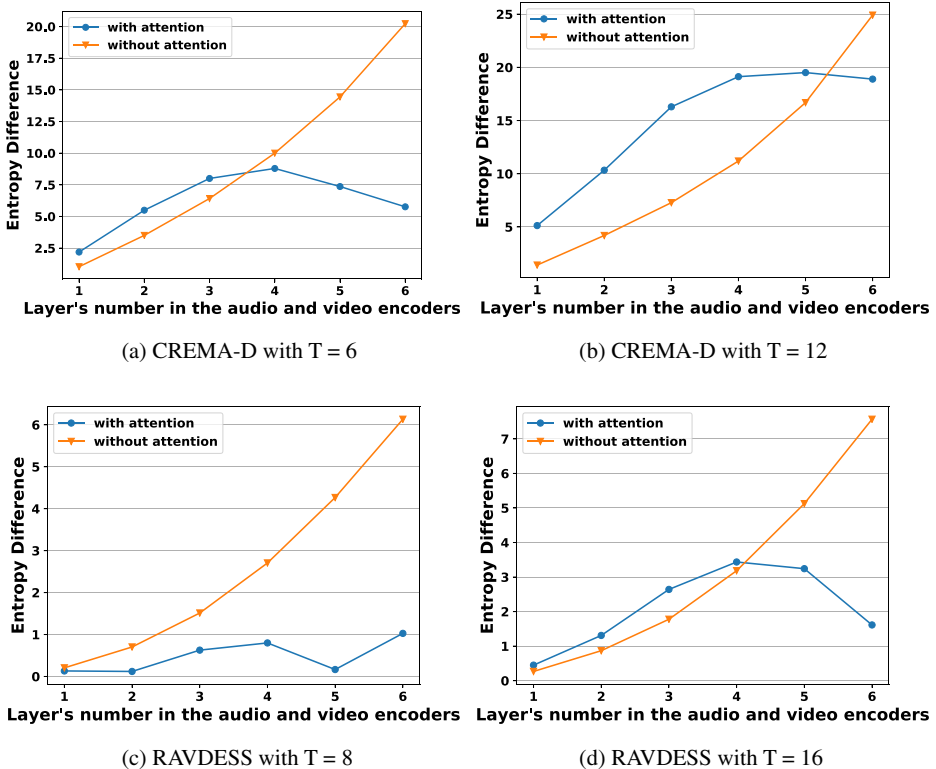 with attention
without attention
20.0
17.5
15.0
12.5
10.0
7.5
5.0
2.5
Entropy Difference
1 2 3 4 5 6
Layer's number in the audio and video encoders
(a) CREMA-D with T = 6
with attention
without attention
25
20
15
10
5
Entropy Difference
1 2 3 4 5 6
Layer's number in the audio and video encoders
(b) CREMA-D with T = 12
with attention
without attention
6
5
4
3
2
1
0
Entropy Difference
1 2 3 4 5 6
Layer's number in the audio and video encoders
(c) RAVDESS with T = 8
with attention
without attention
7
6
5
4
3
2
1
0
Entropy Difference
1 2 3 4 5 6
Layer's number in the audio and video encoders
(d) RAVDESS with T = 16